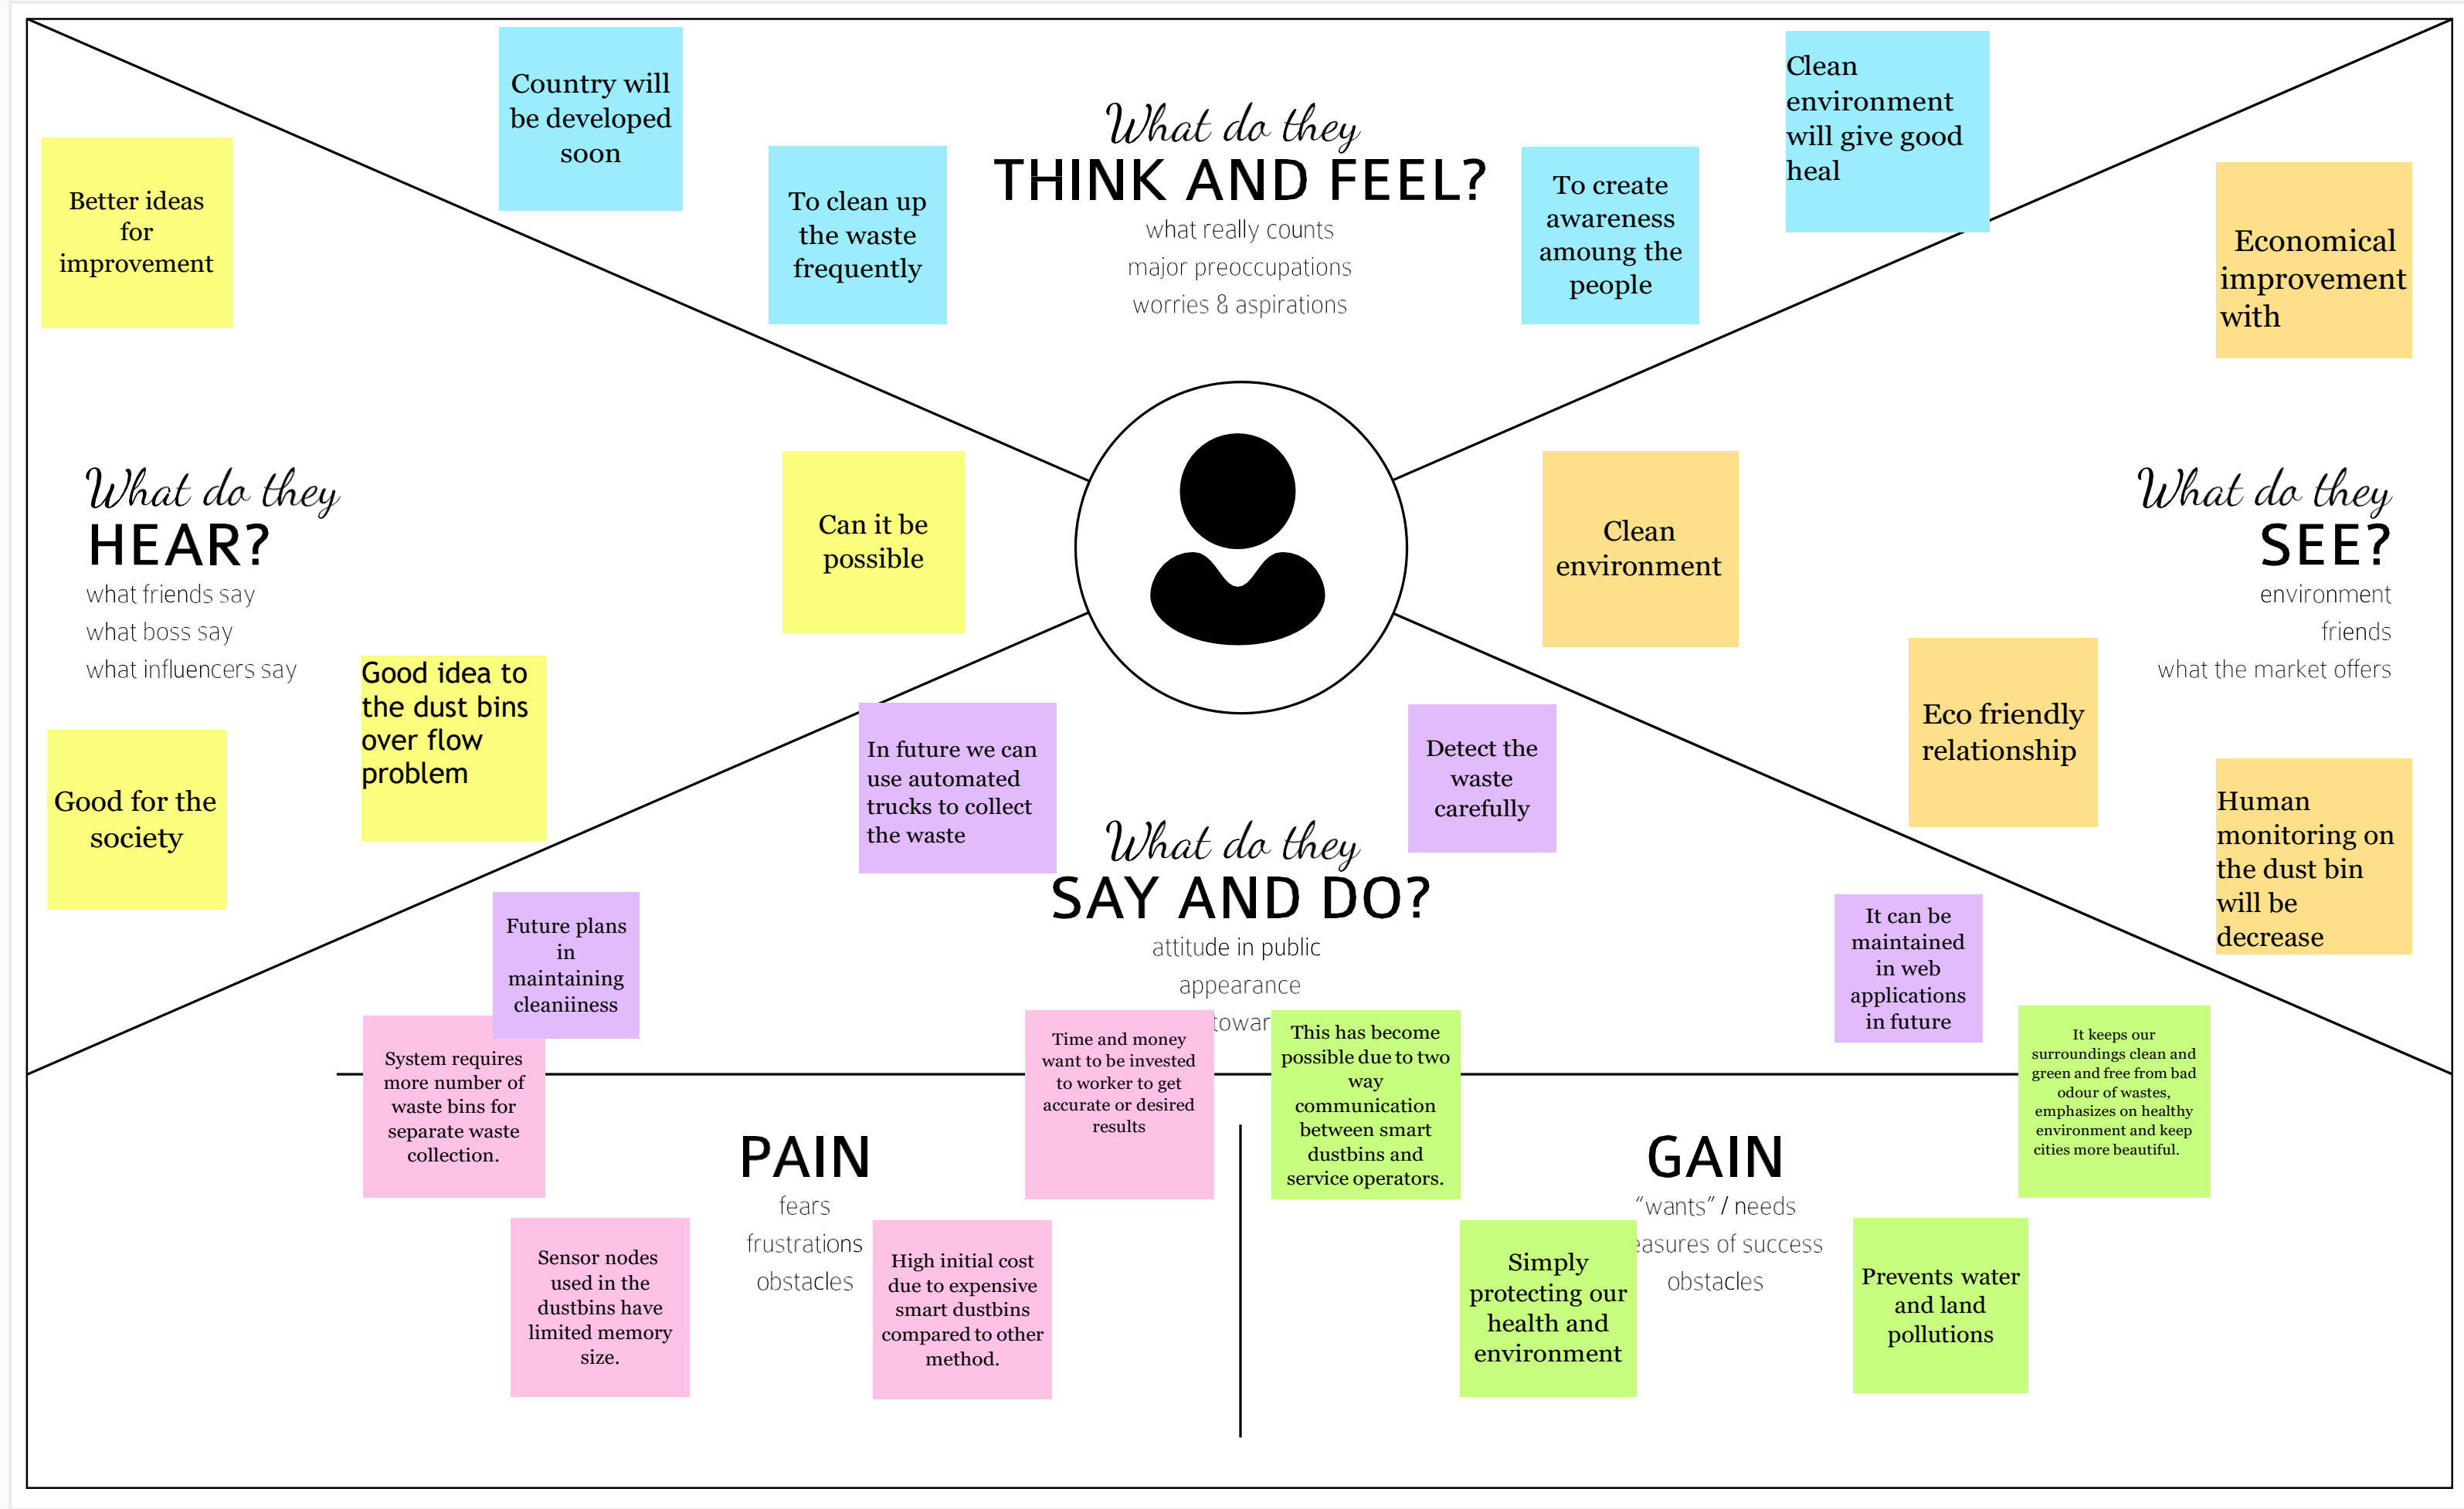 Country will
be developed
soon
To clean up
the waste
frequently
What do they
THINK AND FEEL?
what really counts
major preoccupations
worries & aspirations
To create
awareness
amoung the
people
Clean
environment
will give good
heal
Better ideas
for
improvement
Can it be
possible
What do they
HEAR?
what friends say
what boss say
what influencers say
Good idea to
the dust bins
over flow
problem
Good for the
society
Economical
improvement
with
Clean
environment
What do they
SEE?
environment
friends
what the market offers
Eco friendly
relationship
Human
monitoring on
the dust bin
will be
decrease
In future we can
use automated
trucks to collect
the waste
Detect the
waste
carefully
What do they
SAY AND DO?
attitude in public
appearance
towar
Future plans
in
maintaining
cleaniiness
It can be
maintained
in web
applications
in future
System requires
more number of
waste bins for
separate waste
collection.
Time and money
want to be invested
to worker to get
accurate or desired
results
PAIN
fears
frustrations
obstacles
Sensor nodes
used in the
dustbins have
limited memory
size.
High initial cost
due to expensive
smart dustbins
compared to other
method.
This has become
possible due to two
way
communication
between smart
dustbins and
service operators.
It keeps our
surroundings clean and
green and free from bad
odour of wastes,
emphasizes on healthy
environment and keep
cities more beautiful.
GAIN
“wants” / needs
easures of success
obstacles
Simply
protecting our
health and
environment
Prevents water
and land
pollutions